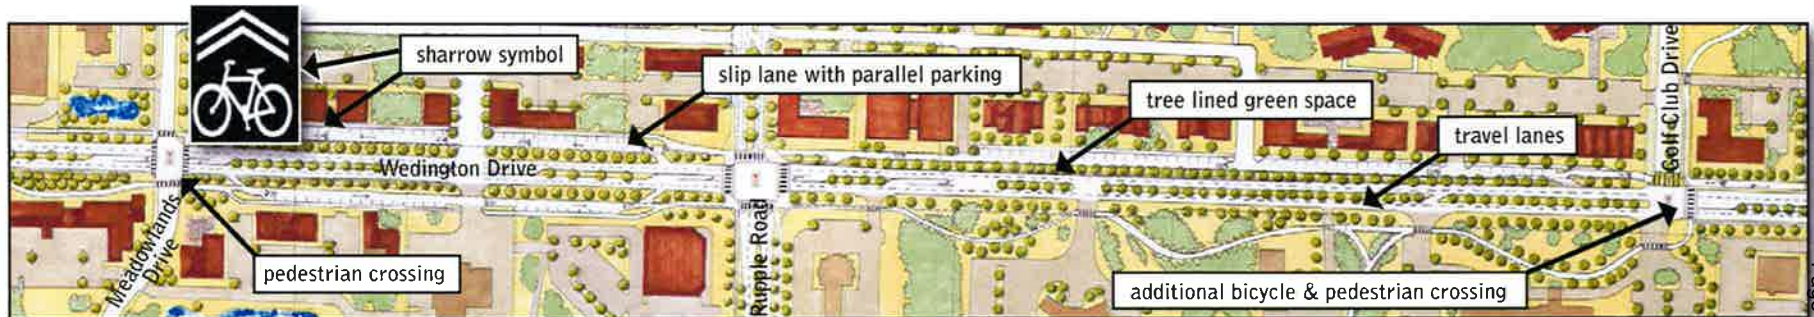 sharrow symbol
slip lane with parallel parking
tree lined green space
travel lanes
Golf Club Drive
Wedington Drive
Meadowlands
Drive
Rupple Road
pedestrian crossing
additional bicycle & pedestrian crossing